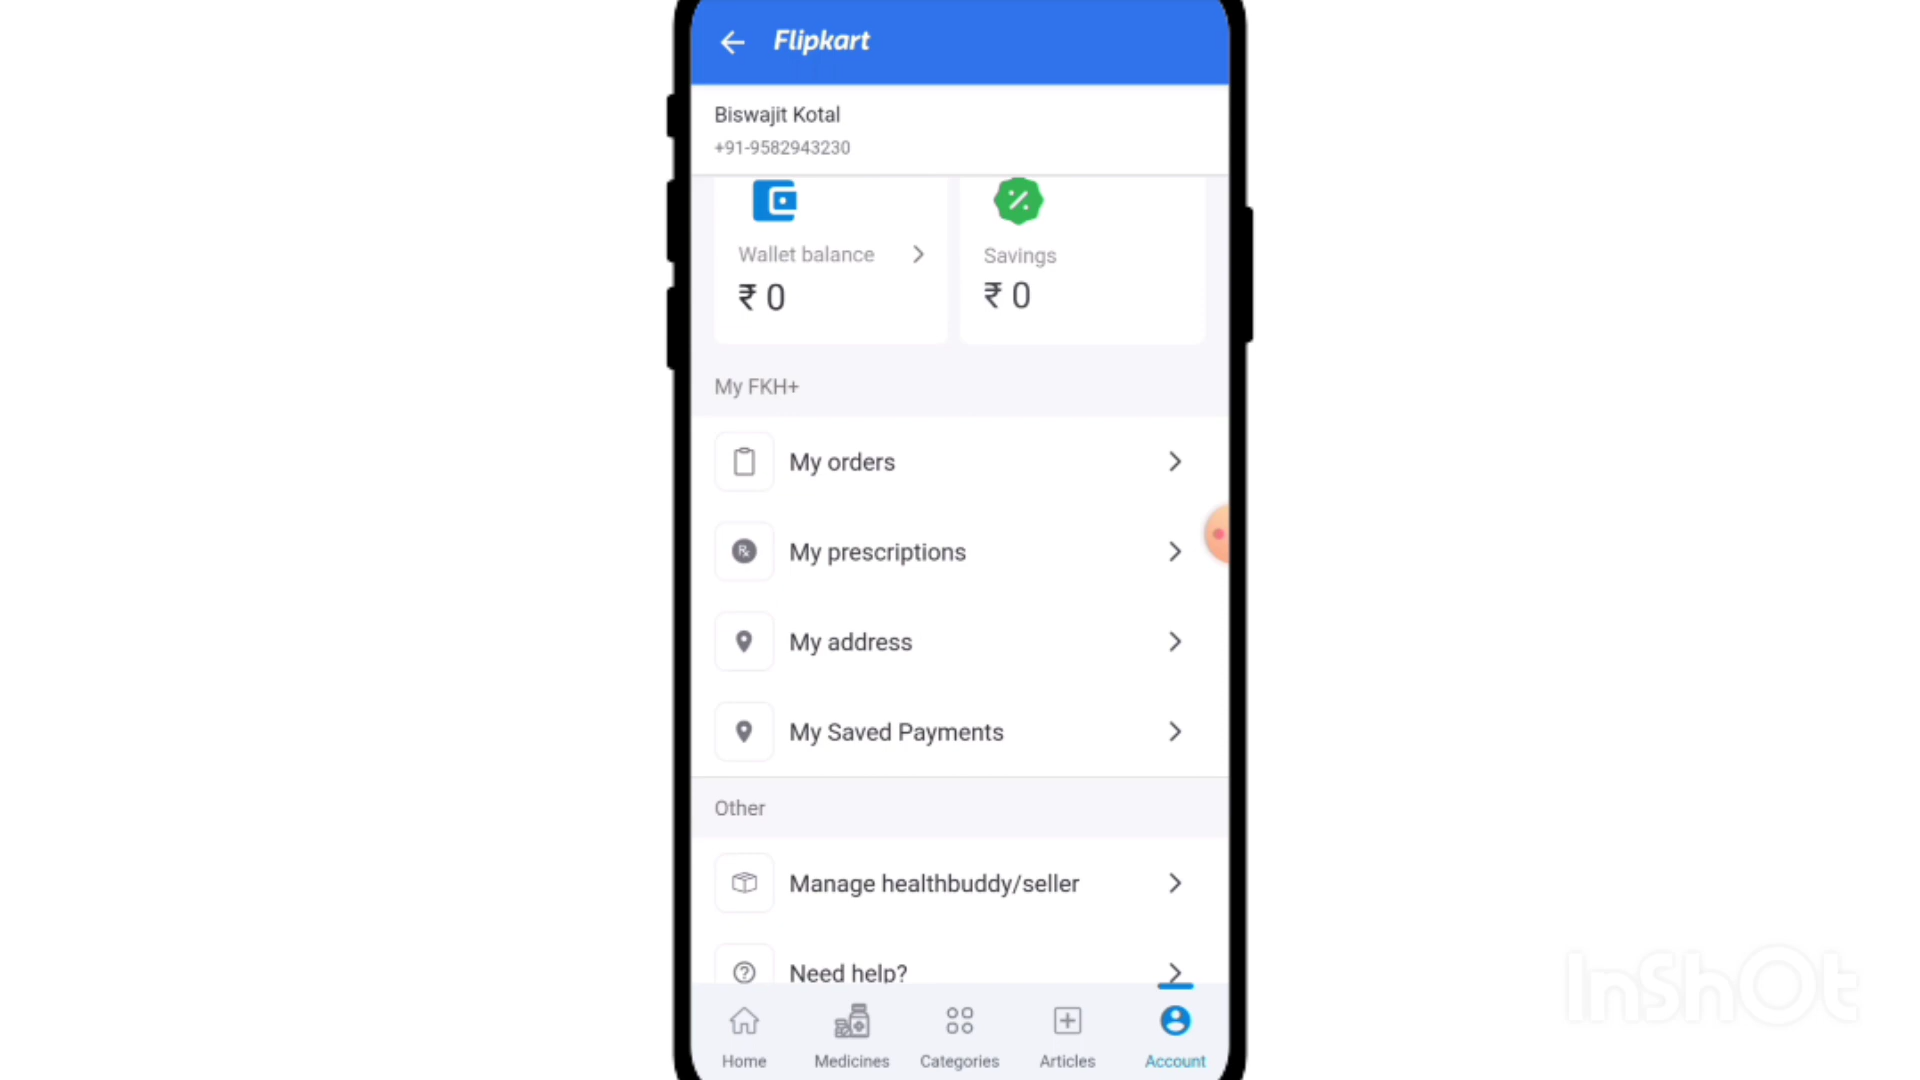 Flipkart
Biswajit Kotal
+91-9582943230
Wallet balance
₹ 0
Savings
₹ 0
My FKH+
My orders
Rx
My prescriptions
My address
My Saved Payments
Other
Manage healthbuddy/seller
Need help?
Home
Medicines
Categories
Articles
Account
InShOt